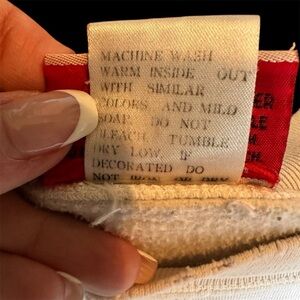 MACHINE WASH
WARM INSIDE OUT
WITH SIMILAR
COLORS AND MILD
SOAP. DO NOT
BLEACH. TUMBLE
DRY LOW. IF
DECORATED DO
NOT